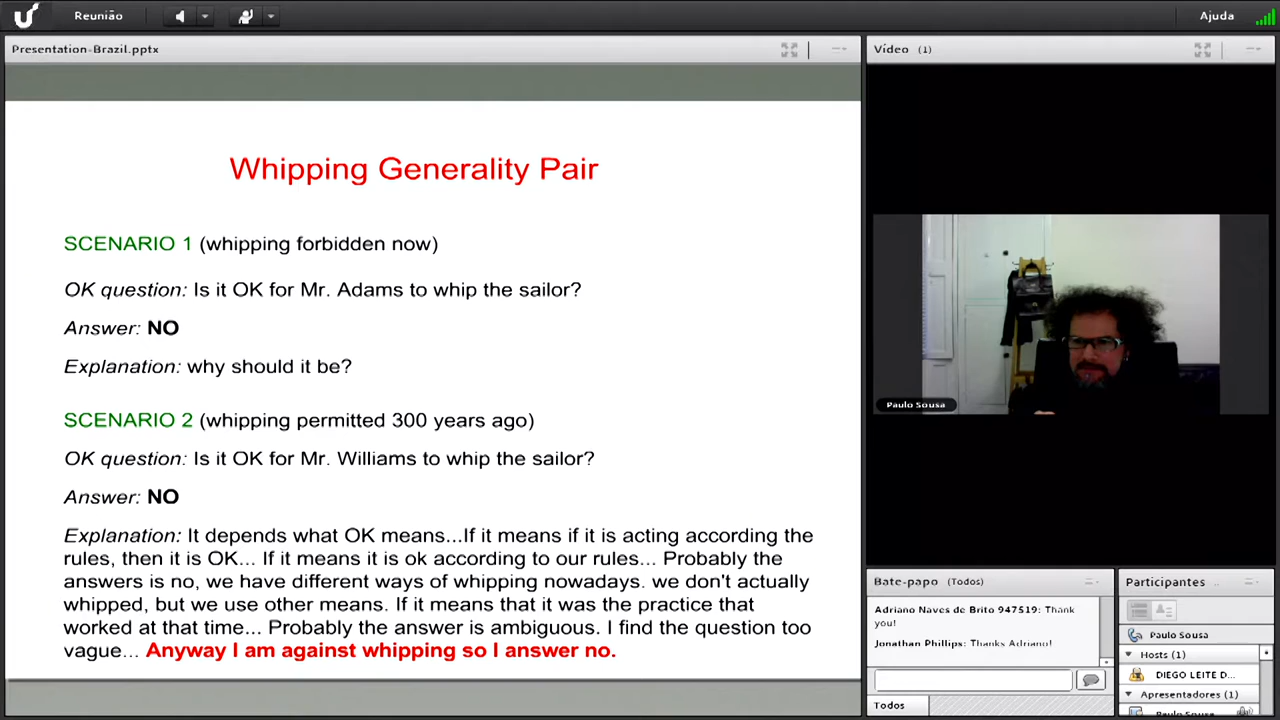 Reunião
Ajuda
Presentation-Brazil.pptx
Whipping Generality Pair
SCENARIO 1 (whipping forbidden now)
OK question: Is it OK for Mr. Adams to whip the sailor?
Answer: NO
Explanation: why should it be?
SCENARIO 2 (whipping permitted 300 years ago)
OK question: Is it OK for Mr. Williams to whip the sailor?
Answer: NO
Explanation: It depends what OK means...If it means if it is acting according the
rules, then it is OK... If it means it is ok according to our rules... Probably the
answers is no, we have different ways of whipping nowadays. we don't actually
whipped, but we use other means. If it means that it was the practice that
worked at that time... Probably the answer is ambiguous. I find the question too
vague... Anyway I am against whipping so I answer no.
Vídeo (1)
Paulo Sousa
Bate-papo (Todos)
Adriano Naves de Brito 947519: Thank
you!
Jonathan Phillips: Thanks Adriano!
Todos
Participantes ..
Paulo Sousa
Hosts (1)
DIEGO LEITE D...
Apresentadores (1)
Paulo Sousa